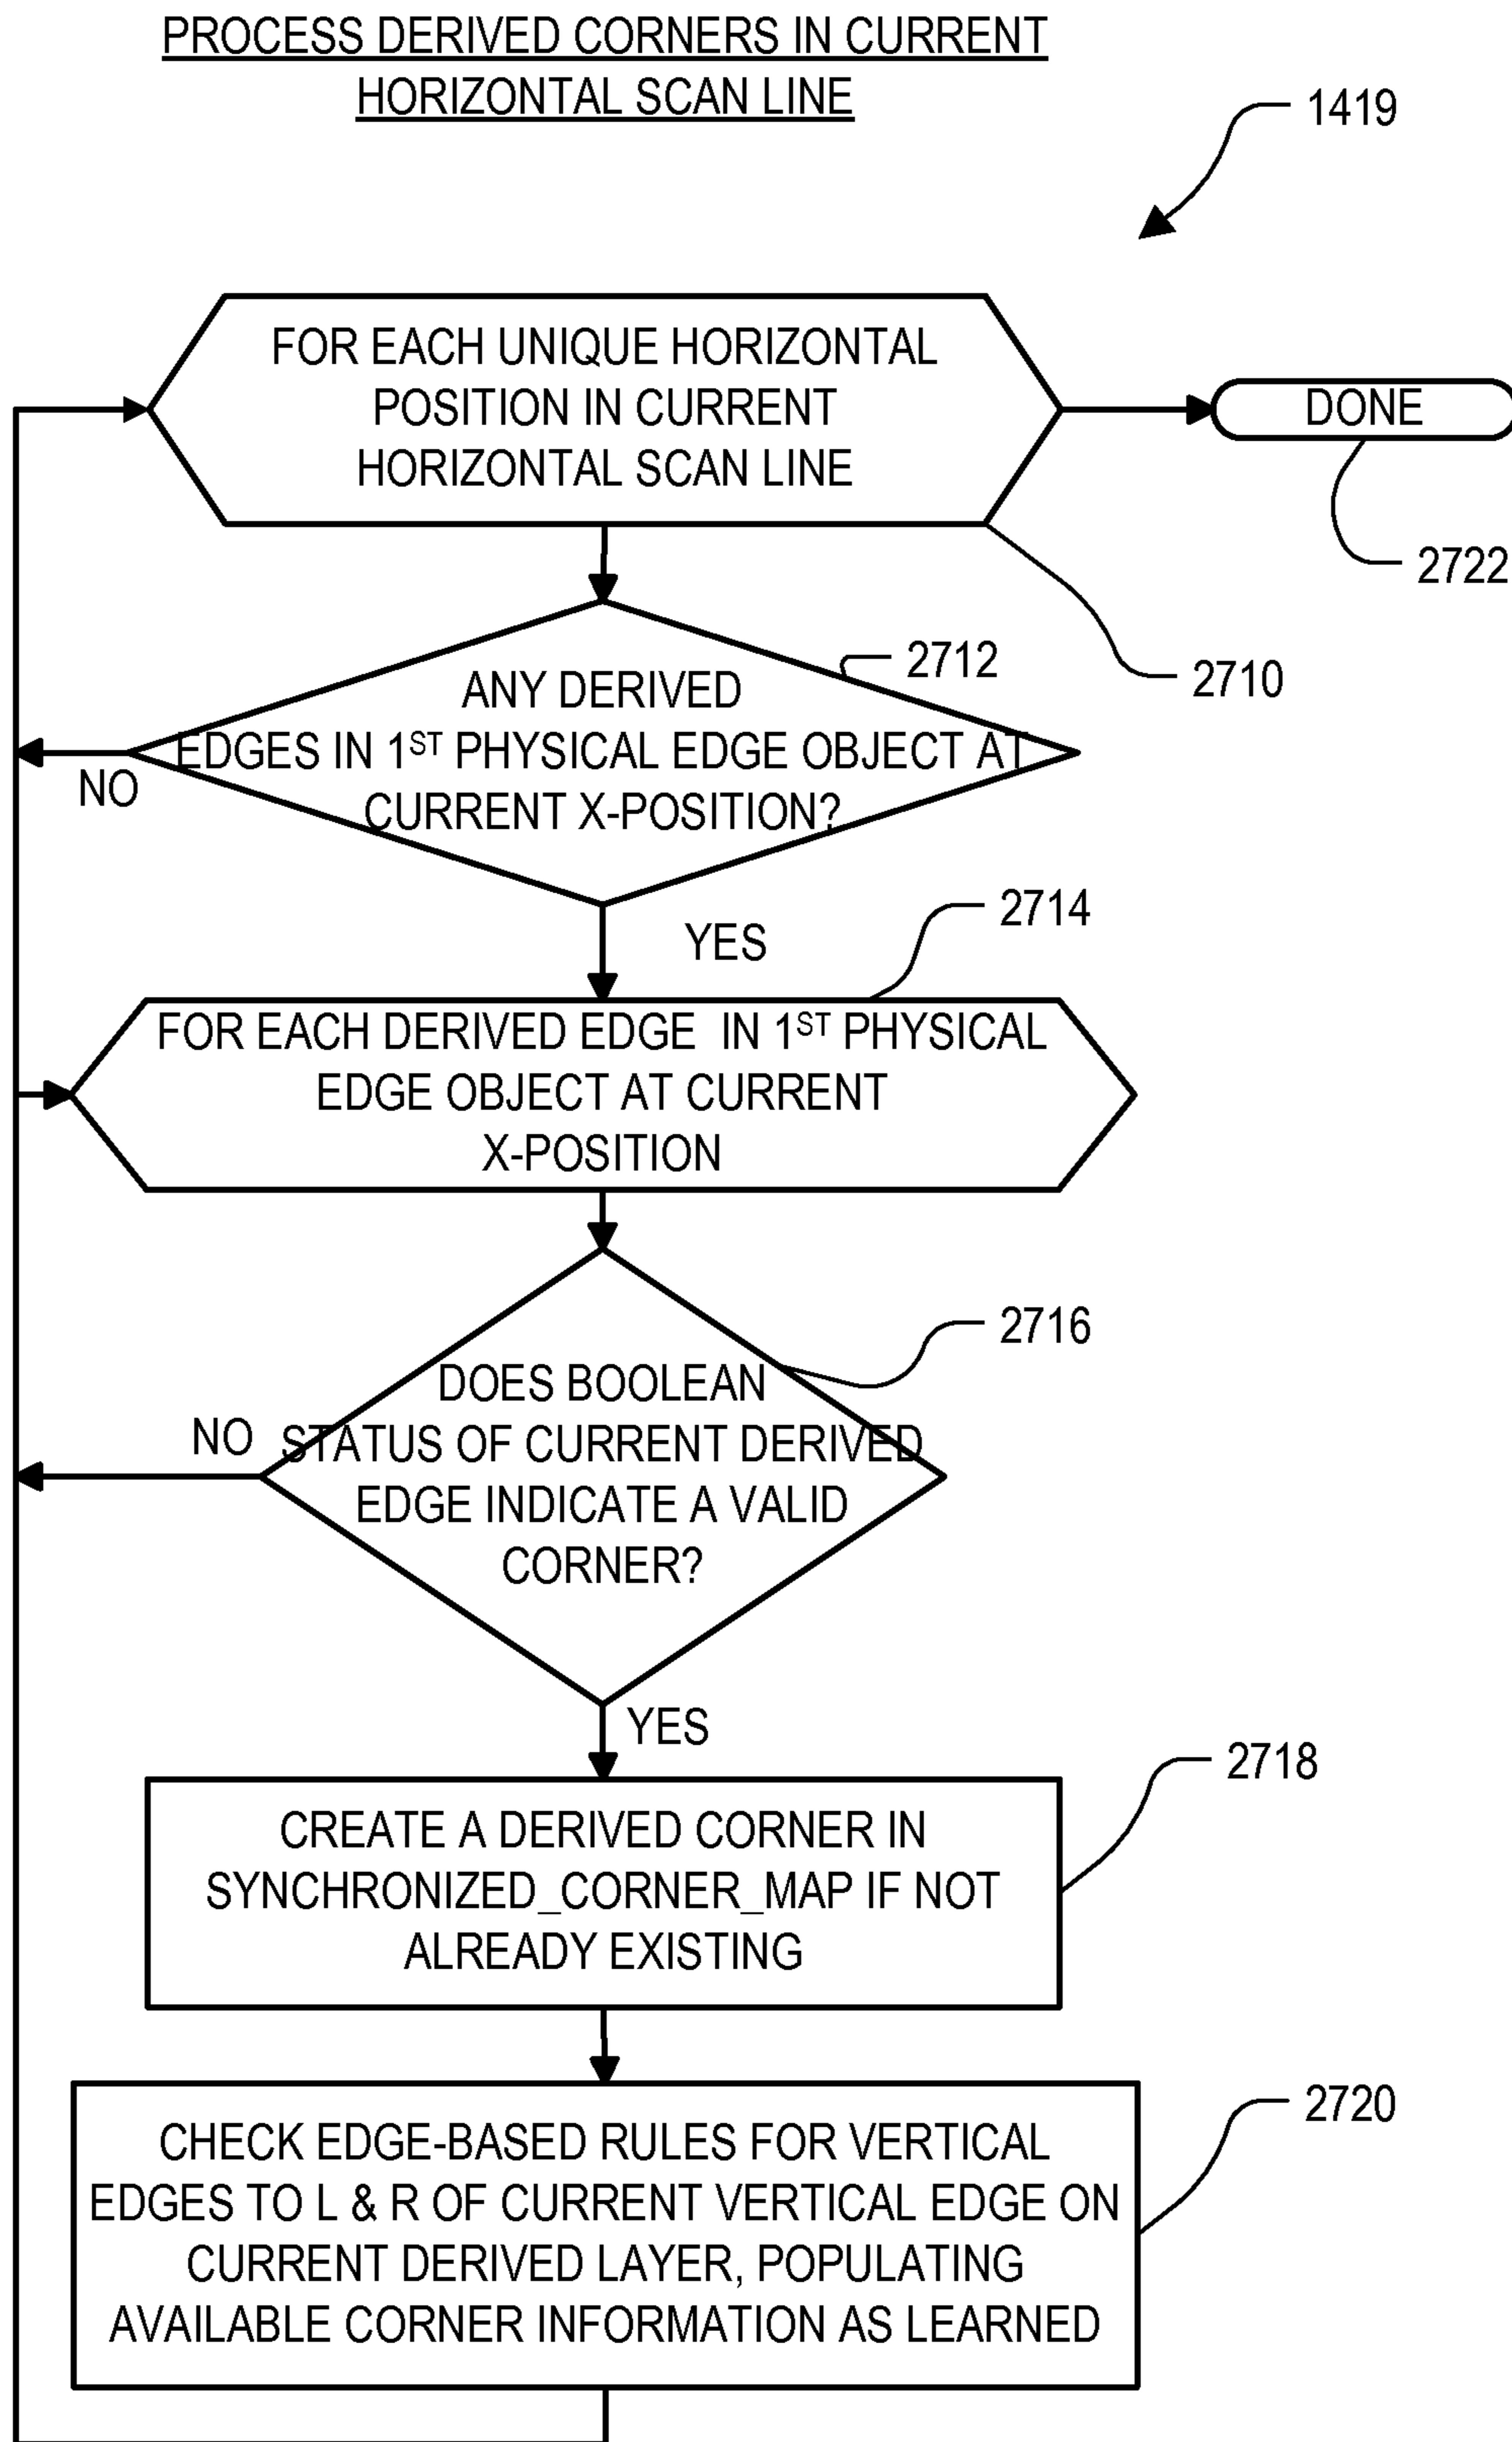 PROCESS DERIVED CORNERS IN CURRENT
HORIZONTAL SCAN LINE
1419
FOR EACH UNIQUE HORIZONTAL
POSITION IN CURRENT
HORIZONTAL SCAN LINE
DONE
2722
2710
2712
ANY DERIVED
EDGES IN 1ST PHYSICAL EDGE OBJECT AT
CURRENT X-POSITION?
NO
YES
2714
FOR EACH DERIVED EDGE IN 1ST PHYSICAL
EDGE OBJECT AT CURRENT
X-POSITION
2716
DOES BOOLEAN
STATUS OF CURRENT DERIVED
EDGE INDICATE A VALID
CORNER?
NO
YES
2718
CREATE A DERIVED CORNER IN
SYNCHRONIZED_CORNER_MAP IF NOT
ALREADY EXISTING
2720
CHECK EDGE-BASED RULES FOR VERTICAL
EDGES TO L & R OF CURRENT VERTICAL EDGE ON
CURRENT DERIVED LAYER, POPULATING
AVAILABLE CORNER INFORMATION AS LEARNED